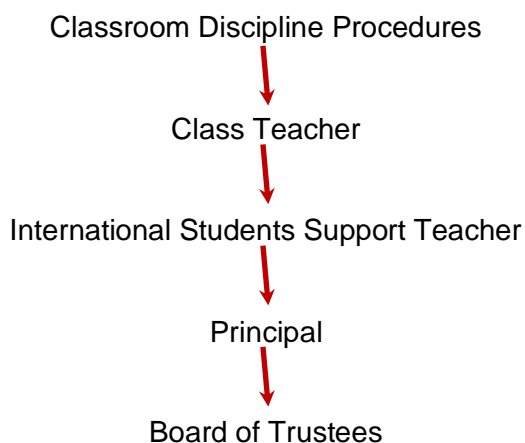 Classroom Discipline Procedures
Class Teacher
International Students Support Teacher
Principal
Board of Trustees